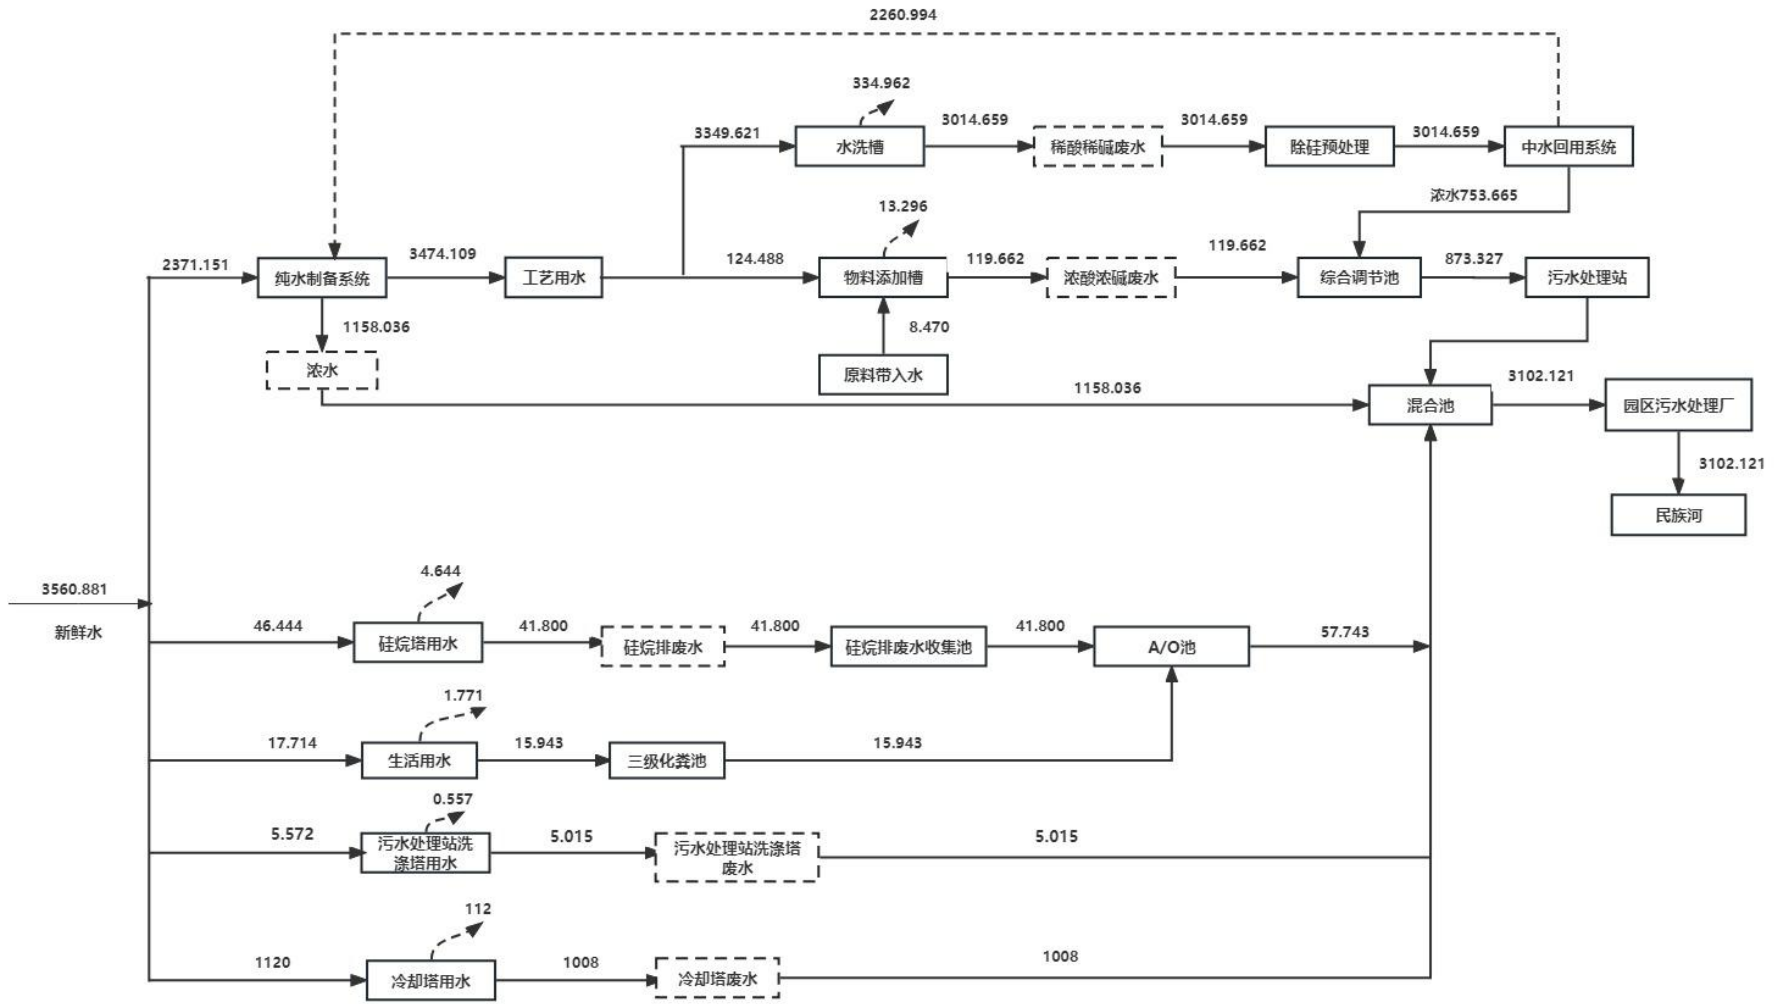 2260.994
334.962
3349.621
水洗槽
3014.659
稀酸稀碱废水
3014.659
除硅预处理
3014.659
中水回用系统
浓水753.665
13.296
2371.151
纯水制备系统
3474.109
工艺用水
124.488
物料添加槽
119.662
浓酸浓碱废水
119.662
综合调节池
873.327
污水处理站
1158.036
浓水
8.470
原料带入水
1158.036
混合池
3102.121
园区污水处理厂
3102.121
民族河
3560.881
新鲜水
4.644
46.444
硅烷塔用水
41.800
硅烷排废水
41.800
硅烷排废水收集池
41.800
A/O池
57.743
1.771
17.714
生活用水
15.943
三级化粪池
15.943
0.557
5.572
污水处理站洗
涤塔用水
5.015
污水处理站洗涤塔
废水
5.015
112
1120
冷却塔用水
1008
冷却塔废水
1008